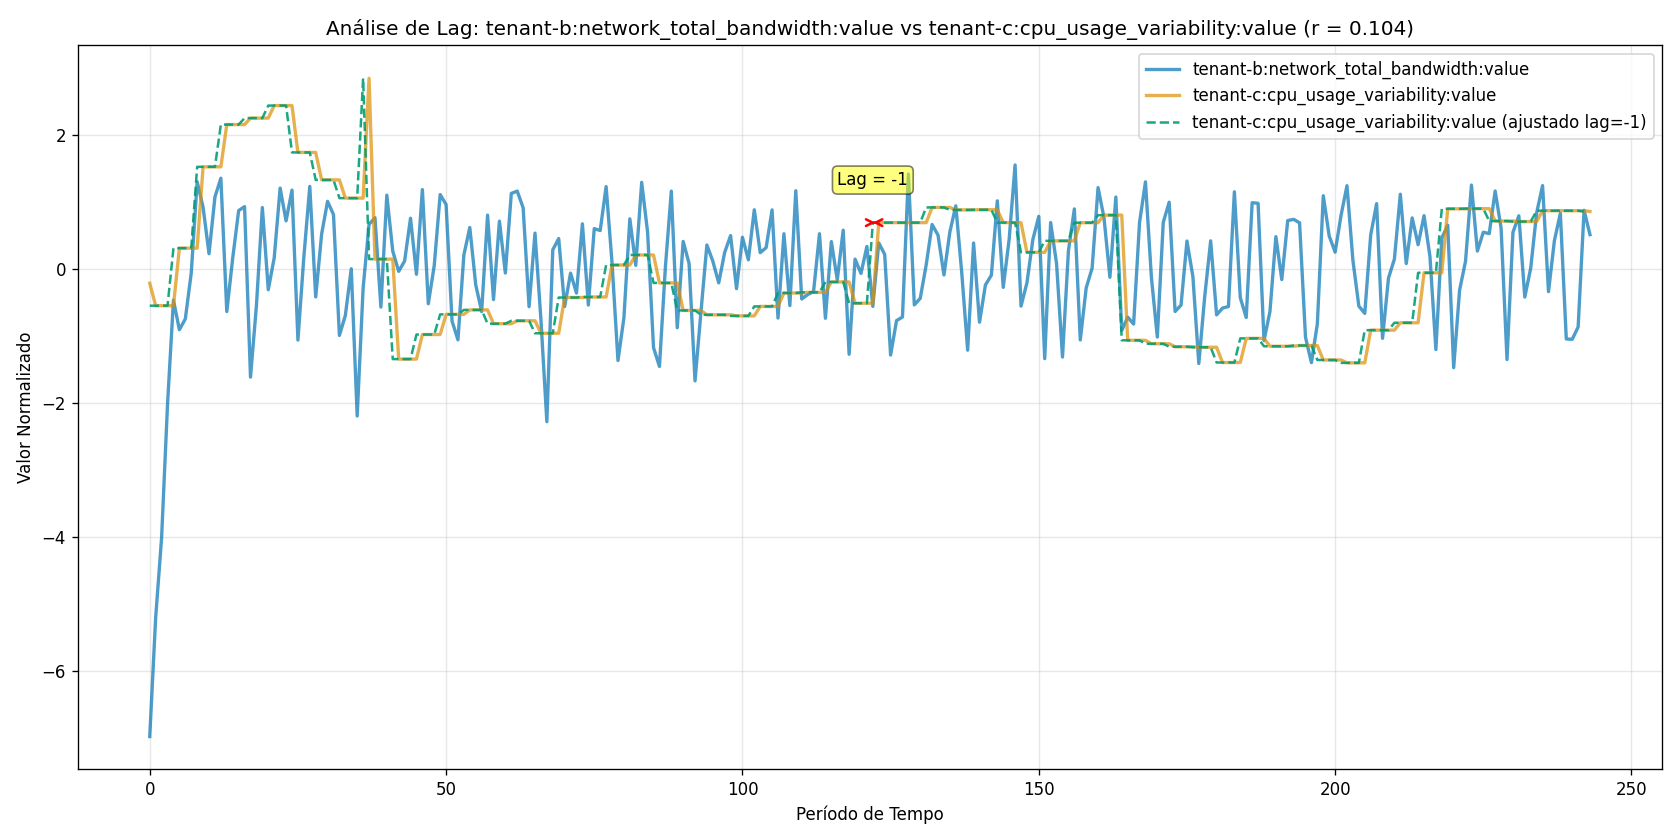 Análise de Lag: tenant-b:network_total_bandwidth:value vs tenant-c:cpu_usage_variability:value (r = 0.104)
tenant-b:network_total_bandwidth:value
tenant-c:cpu_usage_variability:value
tenant-c:cpu_usage_variability:value (ajustado lag=-1)
Lag = -1
Valor Normalizado
2
0
−2
−4
−6
0
50
100
150
200
250
Período de Tempo